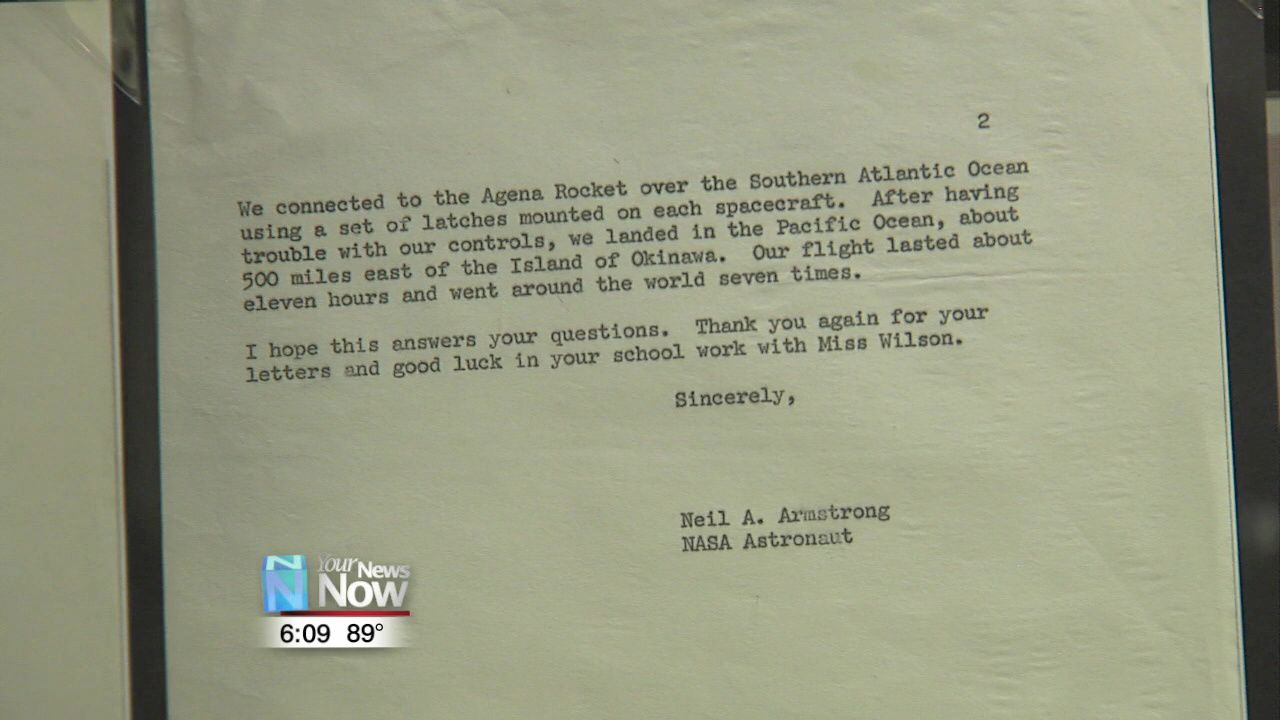 2
We connected to the Agena Rocket over the Southern Atlantic Ocean
using a set of latches mounted on each spacecraft. After having
trouble with our controls, we landed in the Pacific Ocean, about
500 miles east of the Island of Okinawa. Our flight lasted about
eleven hours and went around the world seven times.
I hope this answers your questions. Thank you again for your
letters and good luck in your school work with Miss Wilson.
Sincerely,
Neil A. Armstrong
NASA Astronaut
N
N
Your News
Now
6:09 89°